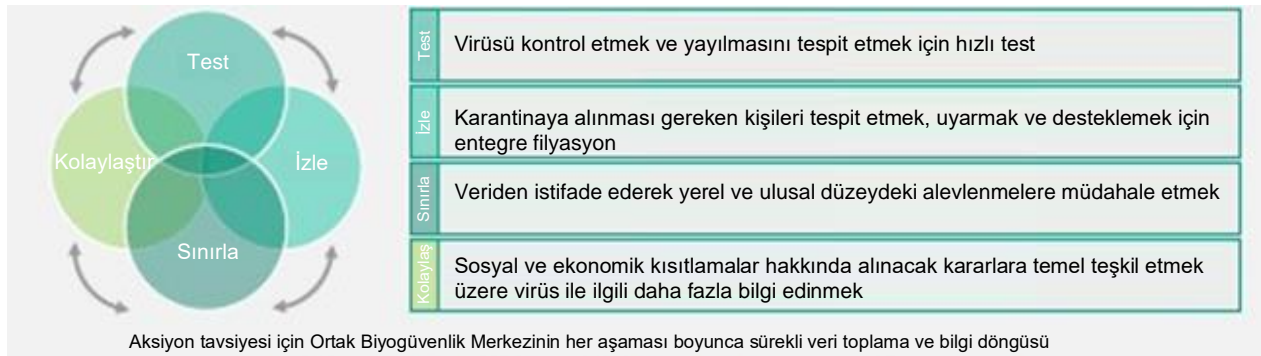 Test
İzle
Sınırla
Kolaylaştır
Test
Virüsü kontrol etmek ve yayılmasını tespit etmek için hızlı test
İzle
Karantinaya alınması gereken kişileri tespit etmek, uyarmak ve desteklemek için
entegre filyasyon
Sınırla
Veriden istifade ederek yerel ve ulusal düzeydeki alevlenmelere müdahale etmek
Kolaylaş
Sosyal ve ekonomik kısıtlamalar hakkında alınacak kararlara temel teşkil etmek
üzere virüs ile ilgili daha fazla bilgi edinmek
Aksiyon tavsiyesi için Ortak Biyogüvenlik Merkezinin her aşaması boyunca sürekli veri toplama ve bilgi döngüsü